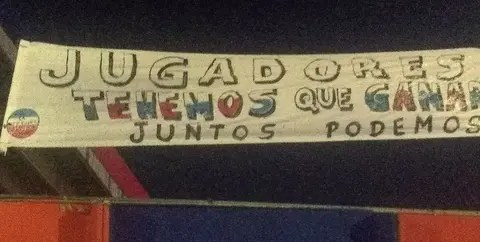 JUGADORES
TENEMOS QUE GANAR
JUNTOS PODEMOS